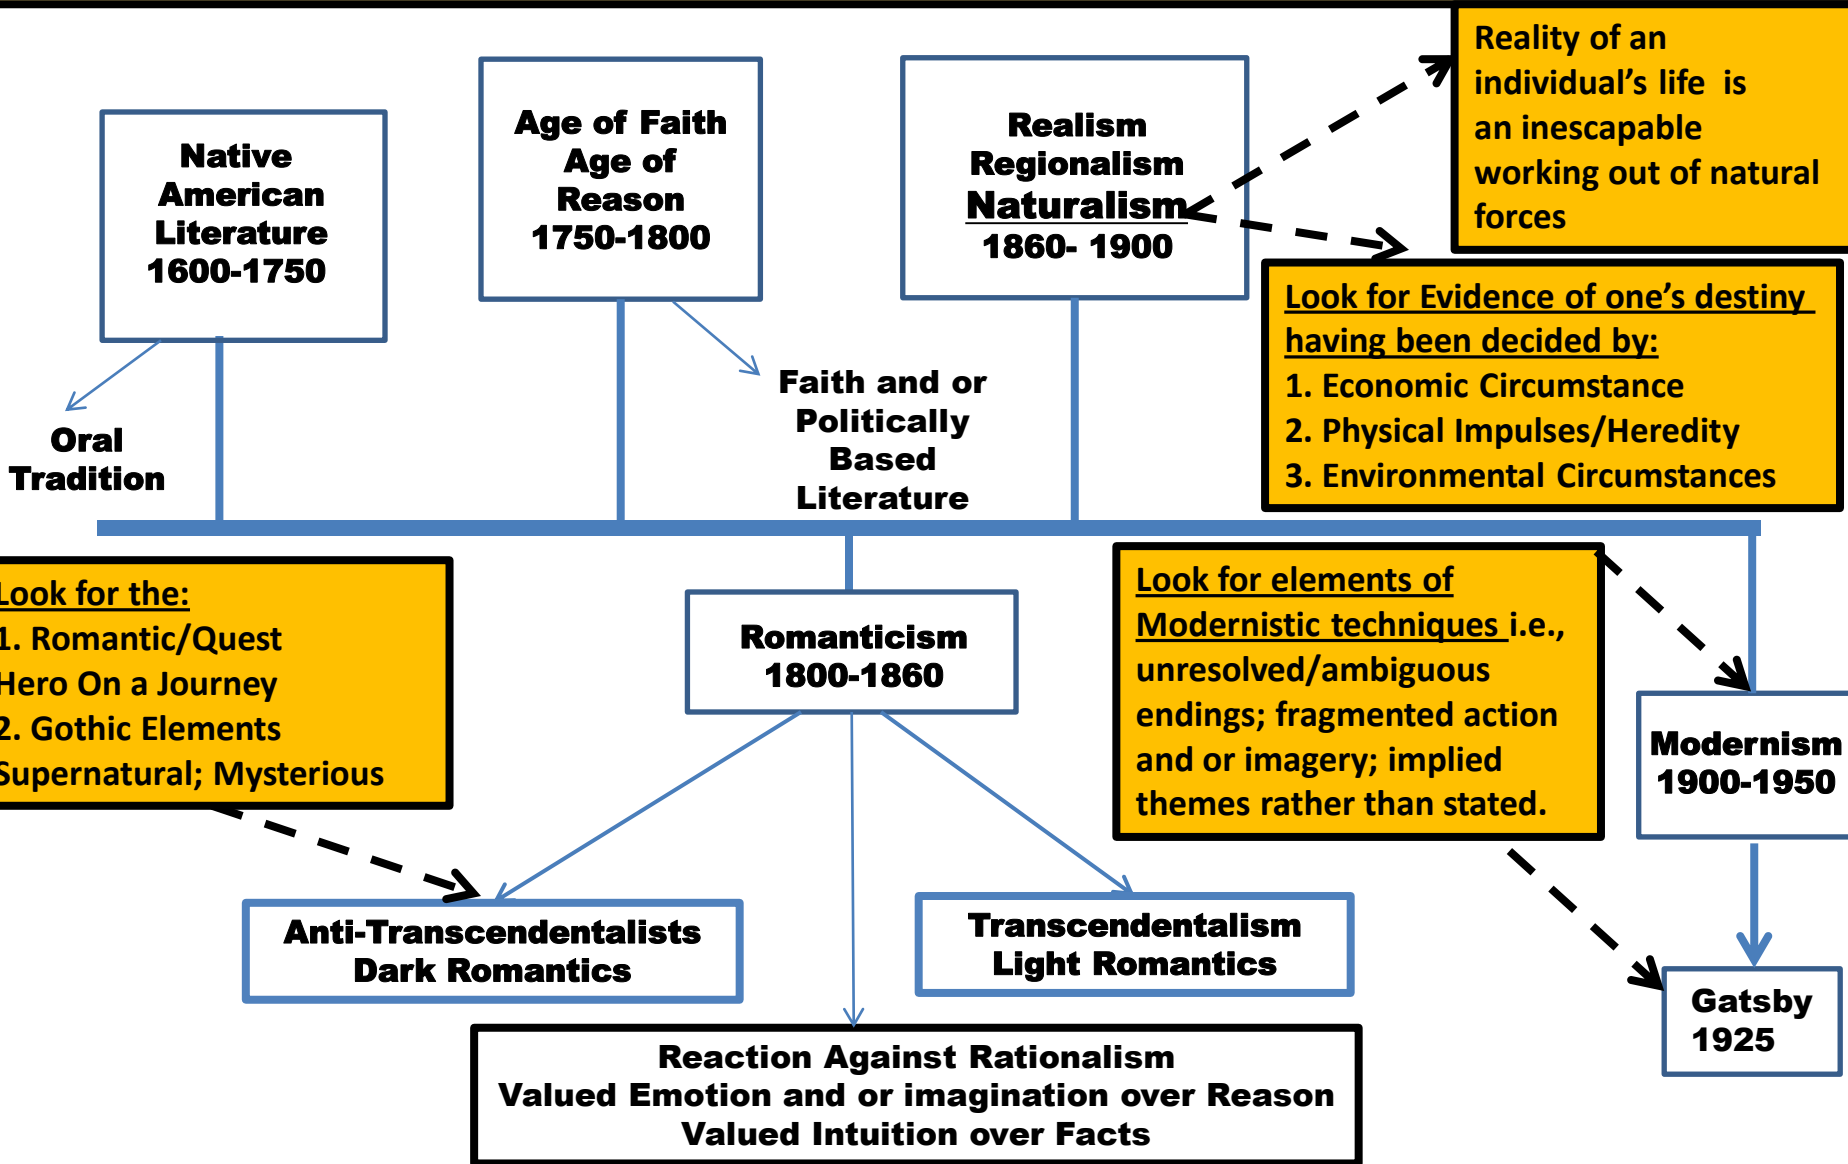 Native
American
Literature
1600-1750
Oral
Tradition
Age of Faith
Age of
Reason
1750-1800
Faith and or
Politically
Based
Literature
Realism
Regionalism
Naturalism
1860- 1900
Reality of an
individual’s life is
an inescapable
working out of natural
forces
Look for Evidence of one’s destiny
having been decided by:
1. Economic Circumstance
2. Physical Impulses/Heredity
3. Environmental Circumstances
Look for the:
1. Romantic/Quest
Hero On a Journey
2. Gothic Elements
Supernatural; Mysterious
Romanticism
1800-1860
Look for elements of
Modernistic techniques i.e.,
unresolved/ambiguous
endings; fragmented action
and or imagery; implied
themes rather than stated.
Modernism
1900-1950
Anti-Transcendentalists
Dark Romantics
Transcendentalism
Light Romantics
Gatsby
1925
Reaction Against Rationalism
Valued Emotion and or imagination over Reason
Valued Intuition over Facts